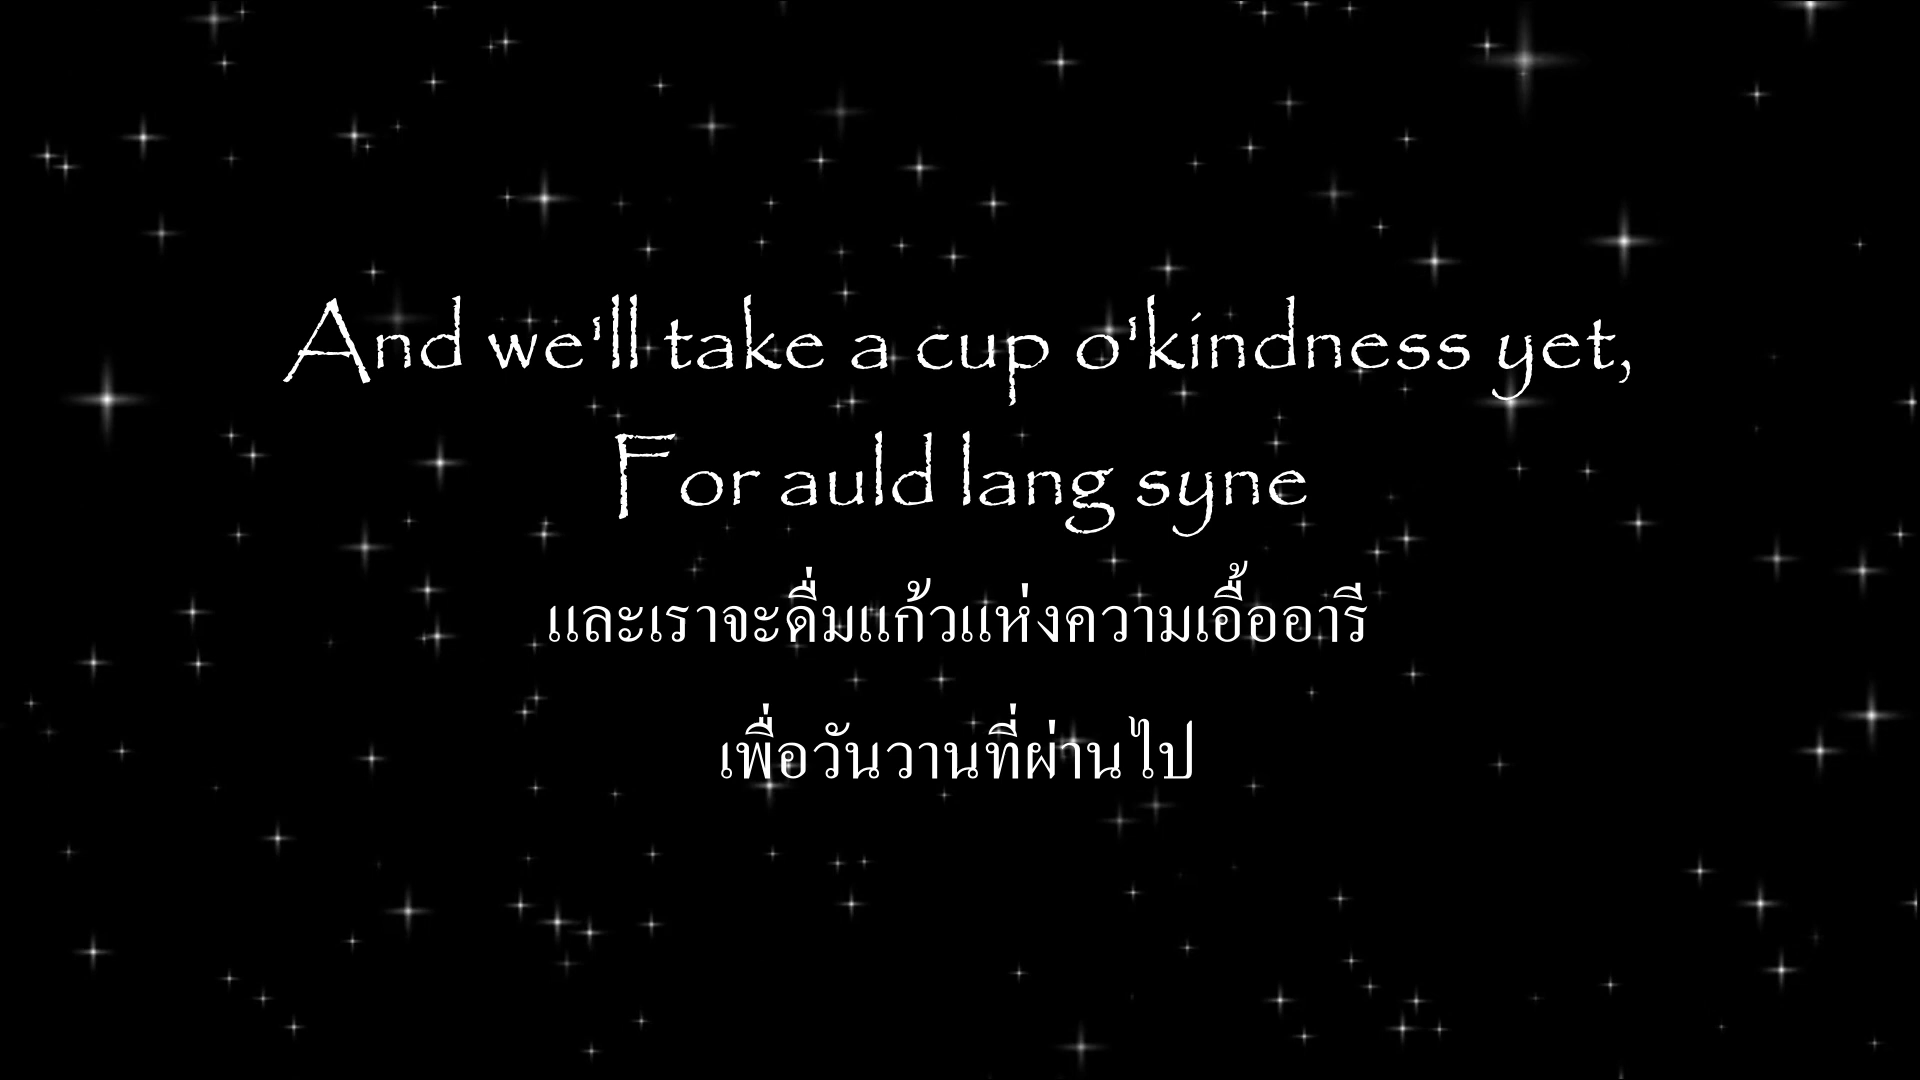 And we'll take a cup o'kindness yet,
For auld lang syne
และเราจะดื่มแก้วแห่งความเอื้ออารี
เพื่อวันวานที่ผ่านไป